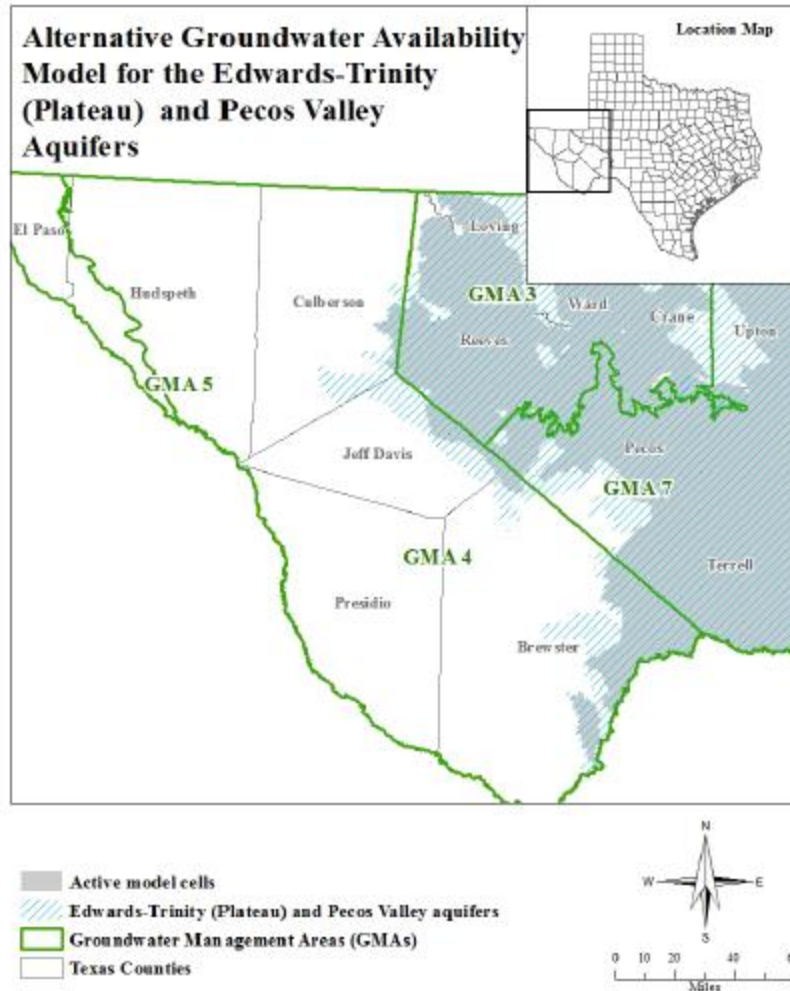 Alternative Groundwater Availability
Model for the Edwards-Trinity
(Plateau) and Pecos Valley
Aquifers
Location Map
El Paso
Hudspeth
Culberson
Loving
GMA 3
Ward
Crane
Upton
Reeves
GMA 5
Jeff Davis
Pecos
GMA 7
GMA 4
Terrell
Presidio
Brewster
Active model cells
Edwards-Trinity (Plateau) and Pecos Valley aquifers
Groundwater Management Areas (GMAs)
Texas Counties
N
W
E
S
0 10 20 40
Miles